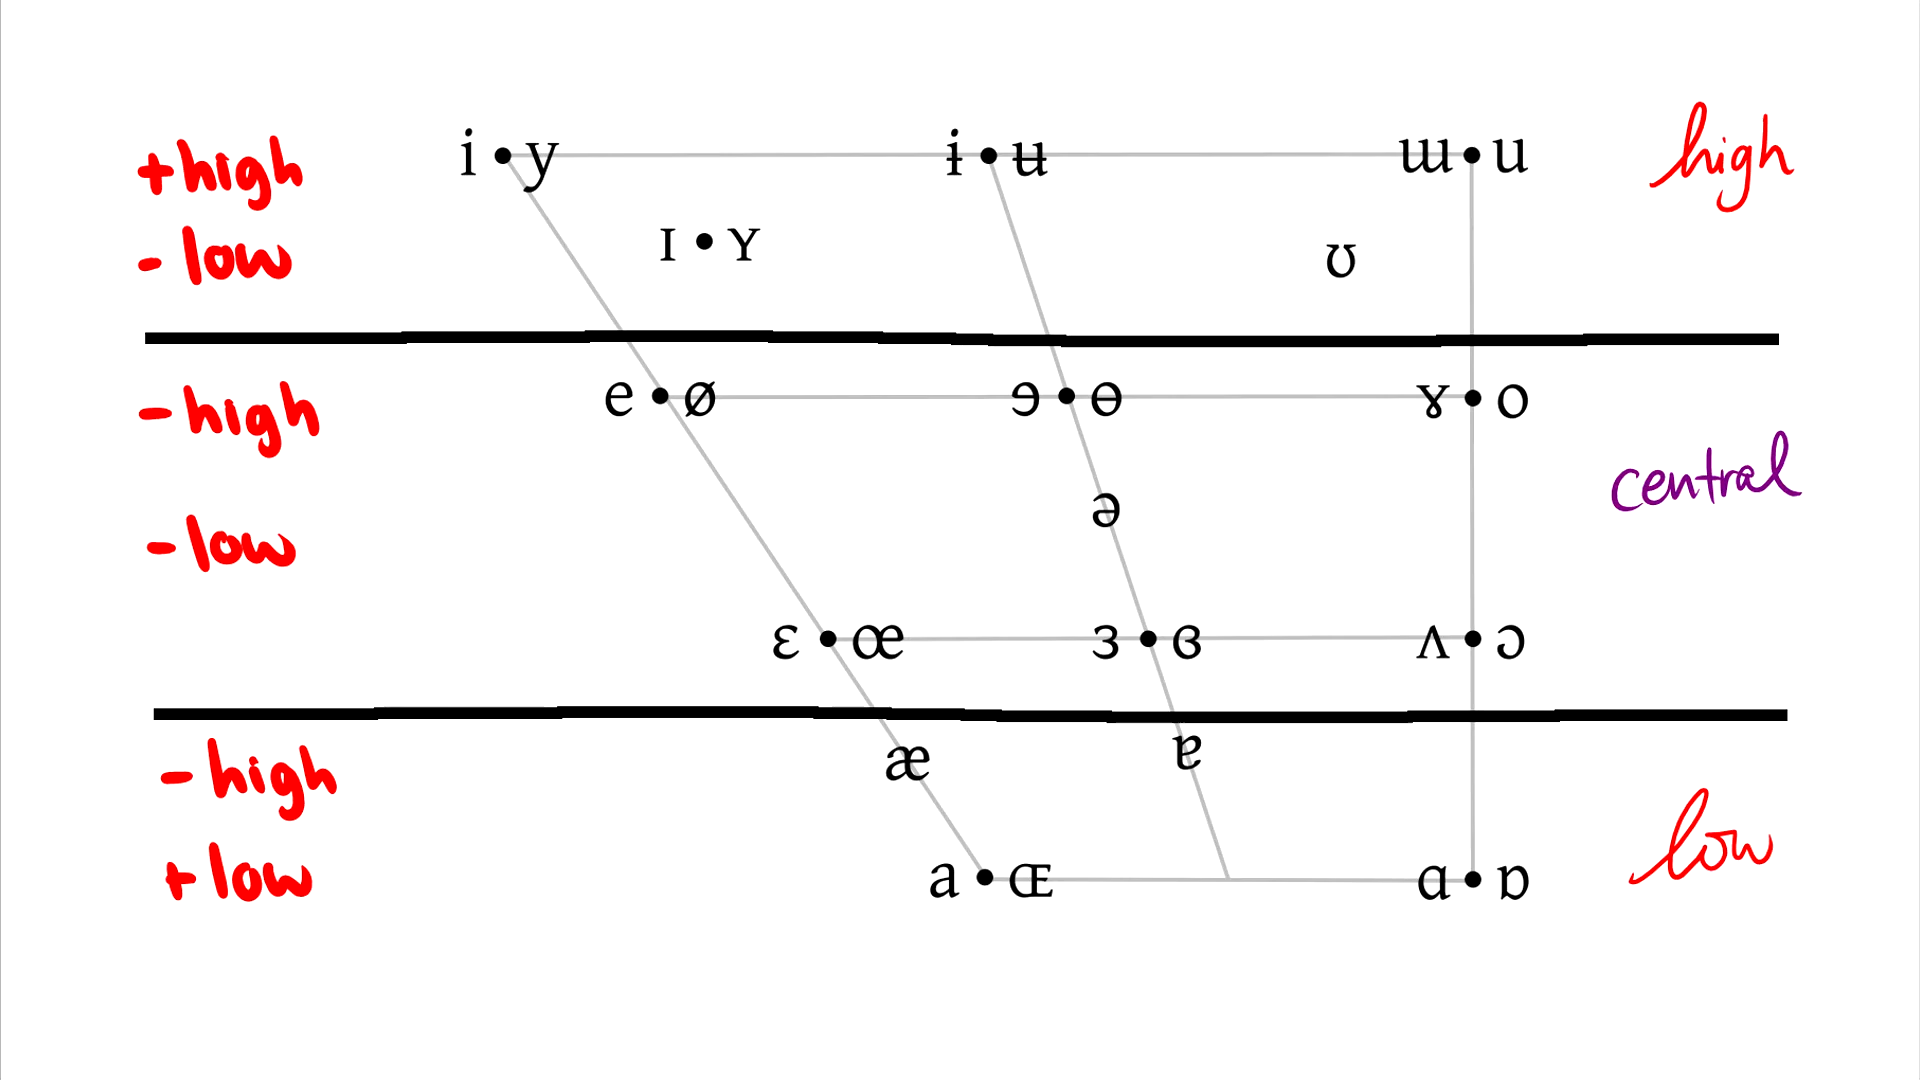 +high i • y ɨ • ʉ ɯ • u high
ɪ • ʏ ʊ
- low
- high e • ø ɘ • ɵ ɤ • o
central
ə
- low
ɛ • œ ɜ • ɞ ʌ • ɔ
- high æ ɐ
low
+ low a • ɶ ɑ • ɒ